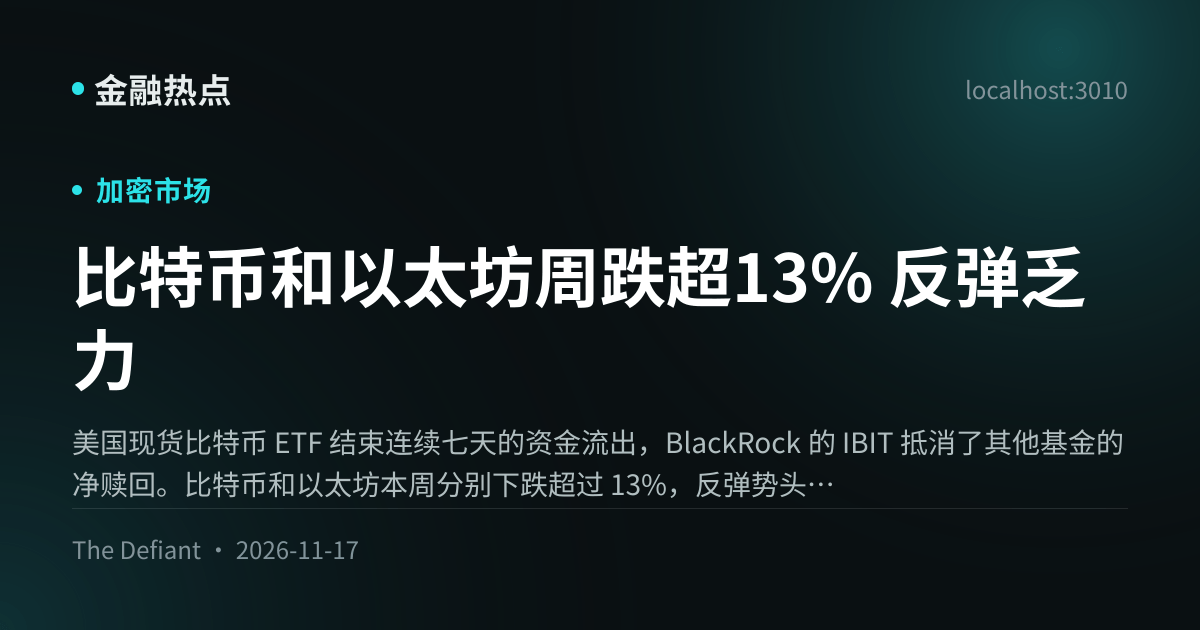 金融热点
localhost:3010
加密市场
比特币和以太坊周跌超13% 反弹乏
力
美国现货比特币 ETF 结束连续七天的资金流出，BlackRock 的 IBIT 抵消了其他基金的
净赎回。比特币和以太坊本周分别下跌超过 13%，反弹势头…
The Defiant • 2026-11-17